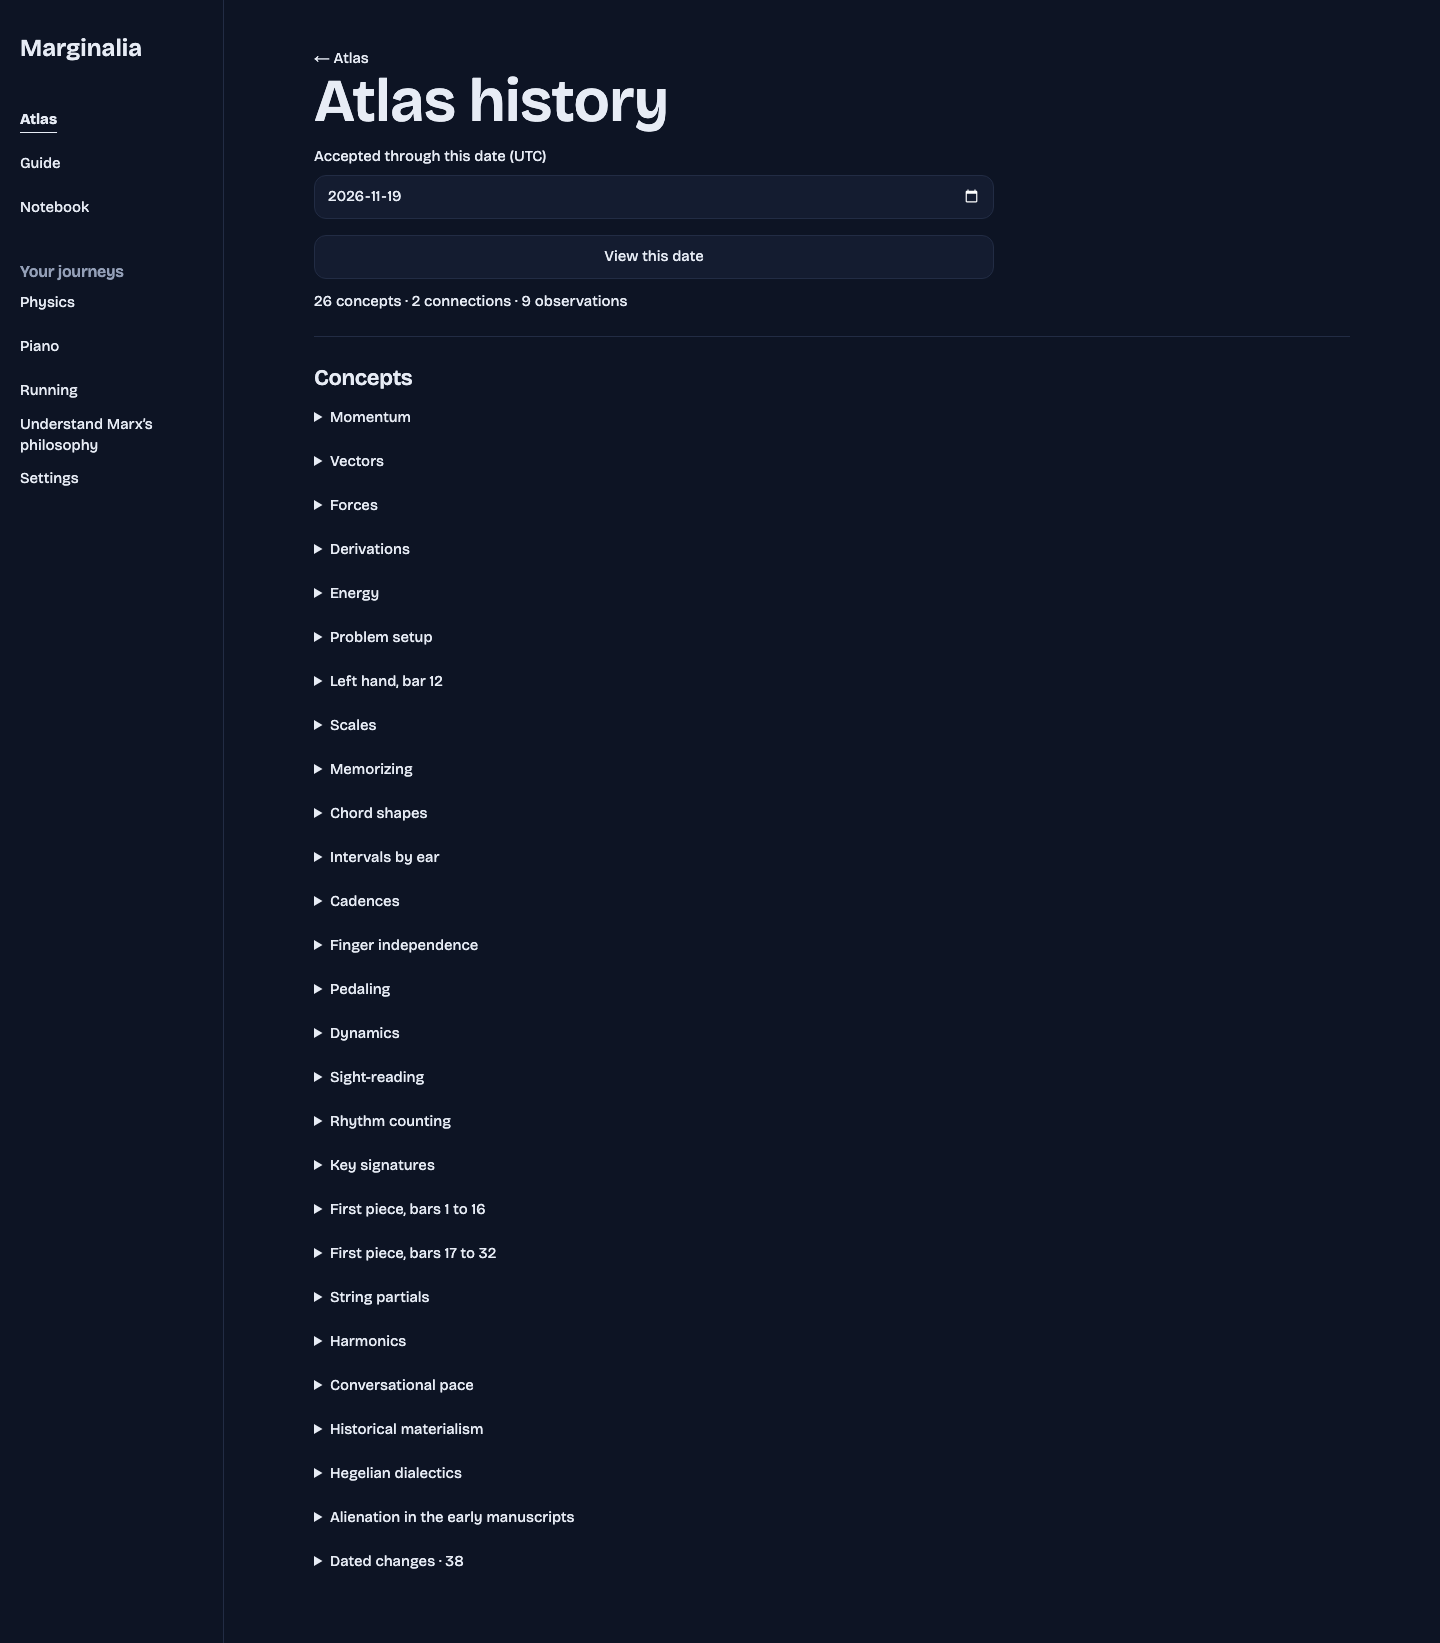 Marginalia
Atlas
Guide
Notebook
Your journeys
Physics
Piano
Running
Understand Marx's
philosophy
Settings
← Atlas
Atlas history
Accepted through this date (UTC)
2026-11-19
View this date
26 concepts · 2 connections · 9 observations
Concepts
Momentum
Vectors
Forces
Derivations
Energy
Problem setup
Left hand, bar 12
Scales
Memorizing
Chord shapes
Intervals by ear
Cadences
Finger independence
Pedaling
Dynamics
Sight-reading
Rhythm counting
Key signatures
First piece, bars 1 to 16
First piece, bars 17 to 32
String partials
Harmonics
Conversational pace
Historical materialism
Hegelian dialectics
Alienation in the early manuscripts
Dated changes · 38